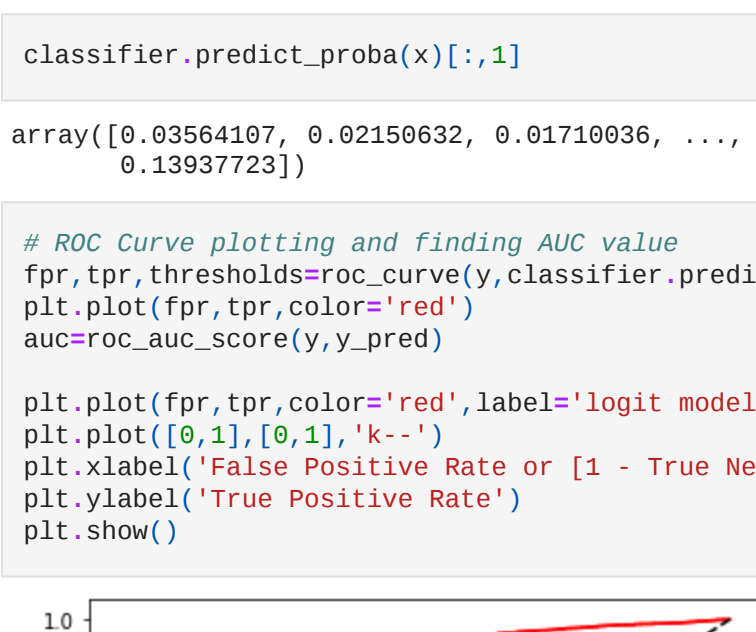 classifier.predict_proba(x)[:,1]
array([0.03564107, 0.02150632, 0.01710036, ...,
0.13937723])
# ROC Curve plotting and finding AUC value
fpr,tpr,thresholds=roc_curve(y,classifier.predi
plt.plot(fpr,tpr,color='red')
auc=roc_auc_score(y,y_pred)
plt.plot(fpr,tpr,color='red',label='logit model
plt.plot([0,1],[0,1],'k--')
plt.xlabel('False Positive Rate or [1 - True Ne
plt.ylabel('True Positive Rate')
plt.show()
1.0